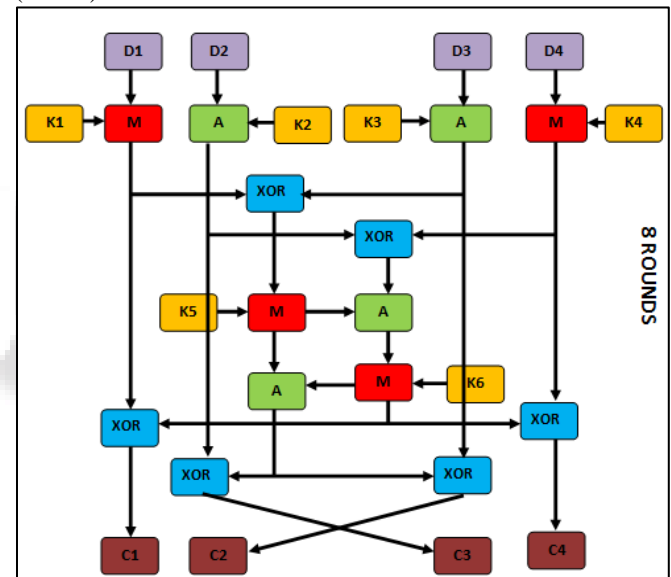 D1 D2 D3 D4
K1 M A K2 K3 A M K4
XOR
XOR
8 ROUNDS
K5 M A
A M K6
XOR XOR
XOR XOR
C1 C2 C3 C4